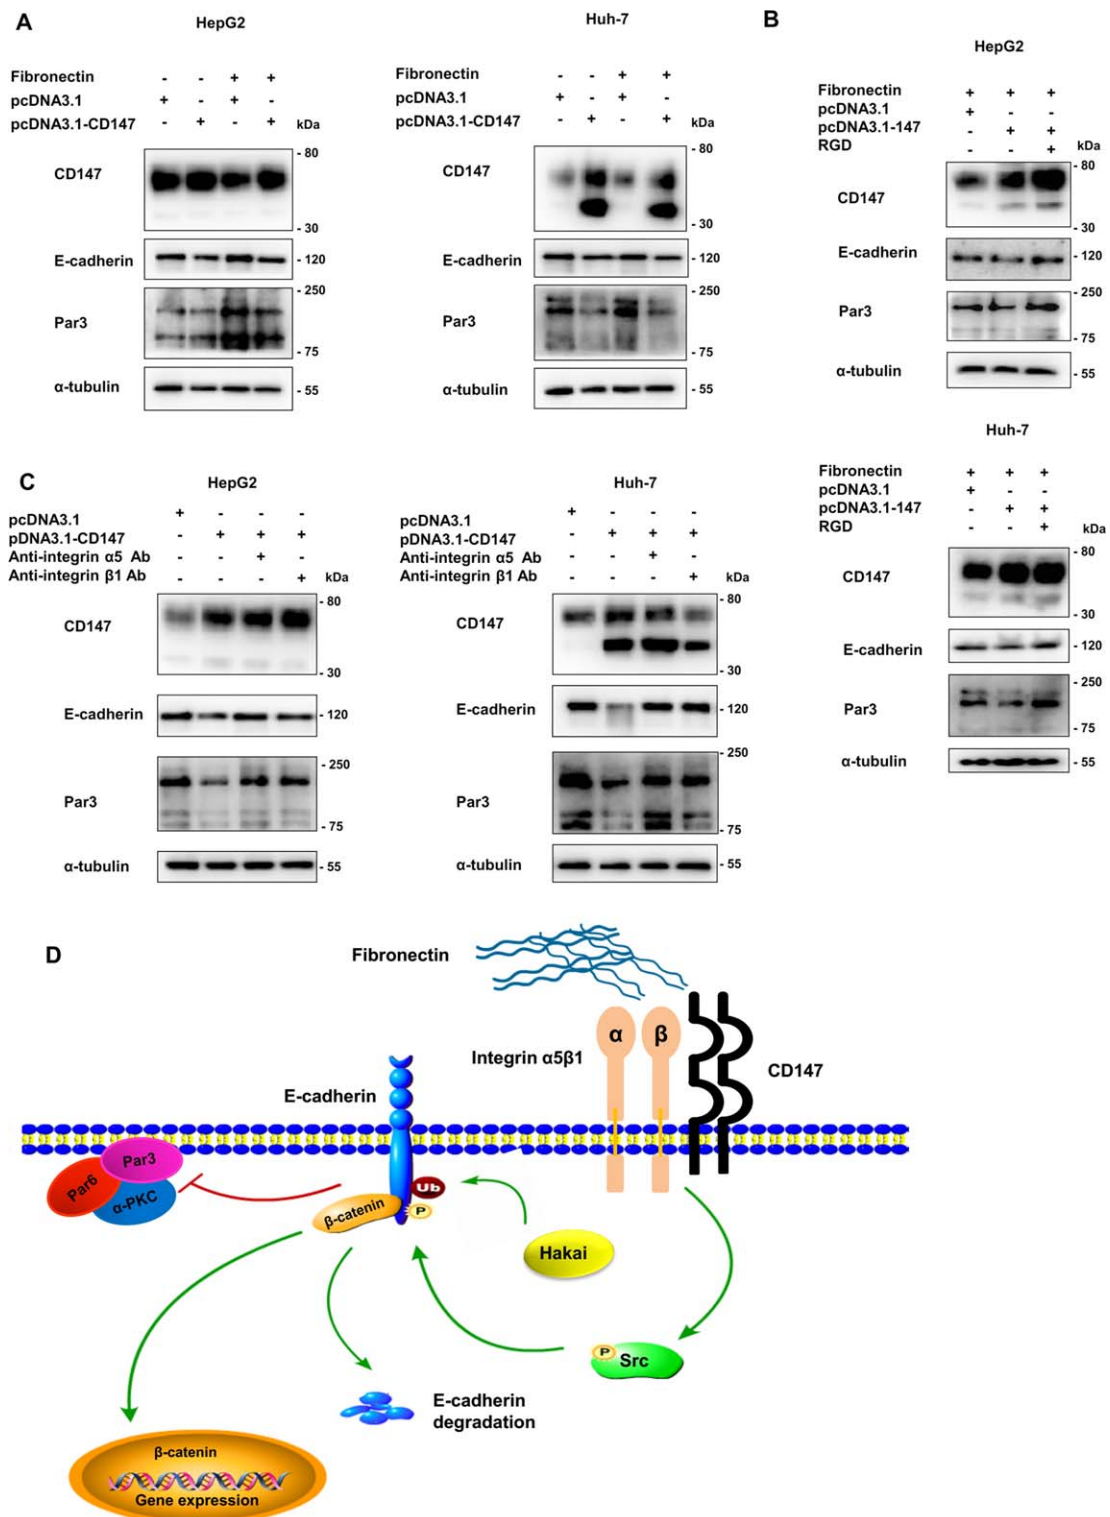 A
HepG2
Fibronectin - - + +
pcDNA3.1 + - + -
pcDNA3.1-CD147 - + - + kDa
CD147
- 80
- 30
E-cadherin - 120
Par3
- 250
- 75
α-tubulin - 55
Huh-7
Fibronectin - - + +
pcDNA3.1 + - + -
pcDNA3.1-CD147 - + - + kDa
CD147
- 80
- 30
E-cadherin - 120
Par3
- 250
- 75
α-tubulin - 55
B
HepG2
Fibronectin + + +
pcDNA3.1 + - -
pcDNA3.1-147 - + +
RGD - - + kDa
CD147
- 80
- 30
E-cadherin - 120
Par3
- 250
- 75
α-tubulin - 55
Huh-7
Fibronectin + + +
pcDNA3.1 + - -
pcDNA3.1-147 - + +
RGD - - + kDa
CD147
- 80
- 30
E-cadherin - 120
Par3
- 250
- 75
α-tubulin - 55
C
HepG2
pcDNA3.1 + - - -
pDNA3.1-CD147 - + + +
Anti-integrin α5 Ab - - + -
Anti-integrin β1 Ab - - - + kDa
CD147
- 80
- 30
E-cadherin - 120
Par3
- 250
- 75
α-tubulin - 55
Huh-7
pcDNA3.1 + - - -
pDNA3.1-CD147 - + + +
Anti-integrin α5 Ab - - + -
Anti-integrin β1 Ab - - - + kDa
CD147
- 80
- 30
E-cadherin - 120
Par3
- 250
- 75
α-tubulin - 55
D
Fibronectin
Integrin α5β1
α
β
CD147
E-cadherin
Par3
Par6
α-PKC
β-catenin
Ub
P
Hakai
P
Src
E-cadherin
degradation
β-catenin
Gene expression